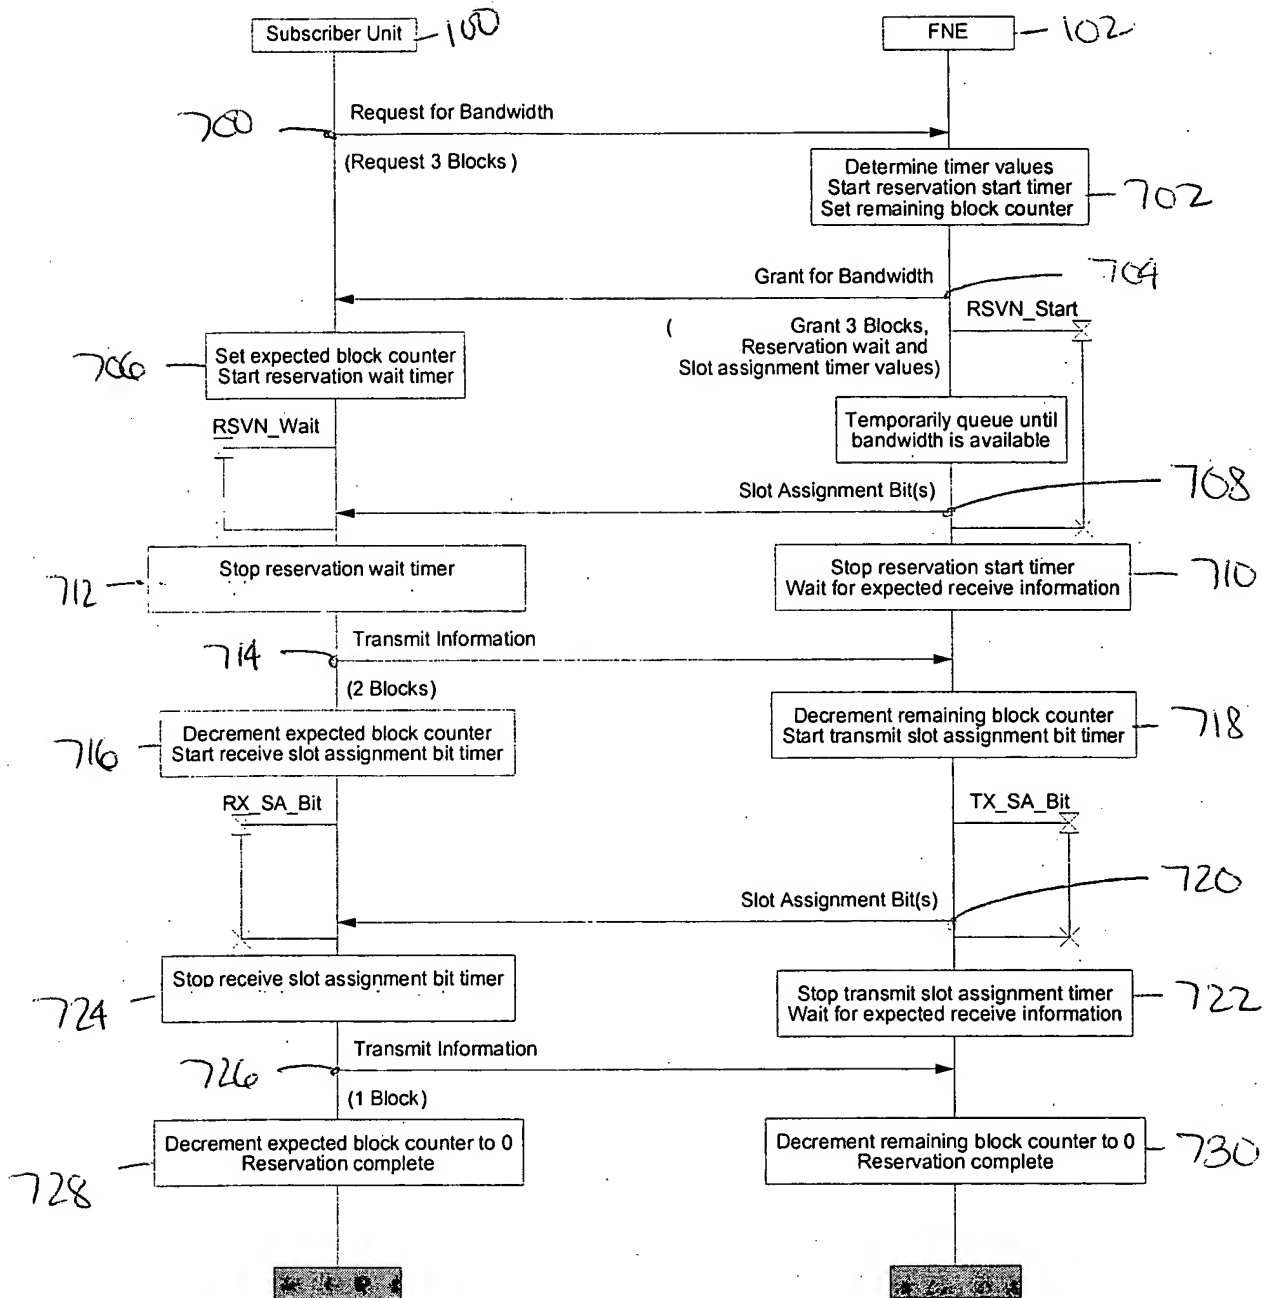 Subscriber Unit 100
FNE 102
700 Request for Bandwidth
(Request 3 Blocks )
Determine timer values
Start reservation start timer
Set remaining block counter
702
Grant for Bandwidth
704
RSVN_Start
( Grant 3 Blocks,
Reservation wait and
Slot assignment timer values)
Set expected block counter
Start reservation wait timer
706
RSVN_Wait
Temporarily queue until
bandwidth is available
Slot Assignment Bit(s)
708
Stop reservation wait timer
712
Stop reservation start timer
Wait for expected receive information
710
714 Transmit Information
(2 Blocks)
Decrement expected block counter
Start receive slot assignment bit timer
716
Decrement remaining block counter
Start transmit slot assignment bit timer
718
RX_SA_Bit
TX_SA_Bit
Slot Assignment Bit(s)
720
Stop receive slot assignment bit timer
724
Stop transmit slot assignment timer
Wait for expected receive information
722
726 Transmit Information
(1 Block)
Decrement expected block counter to 0
Reservation complete
728
Decrement remaining block counter to 0
Reservation complete
730